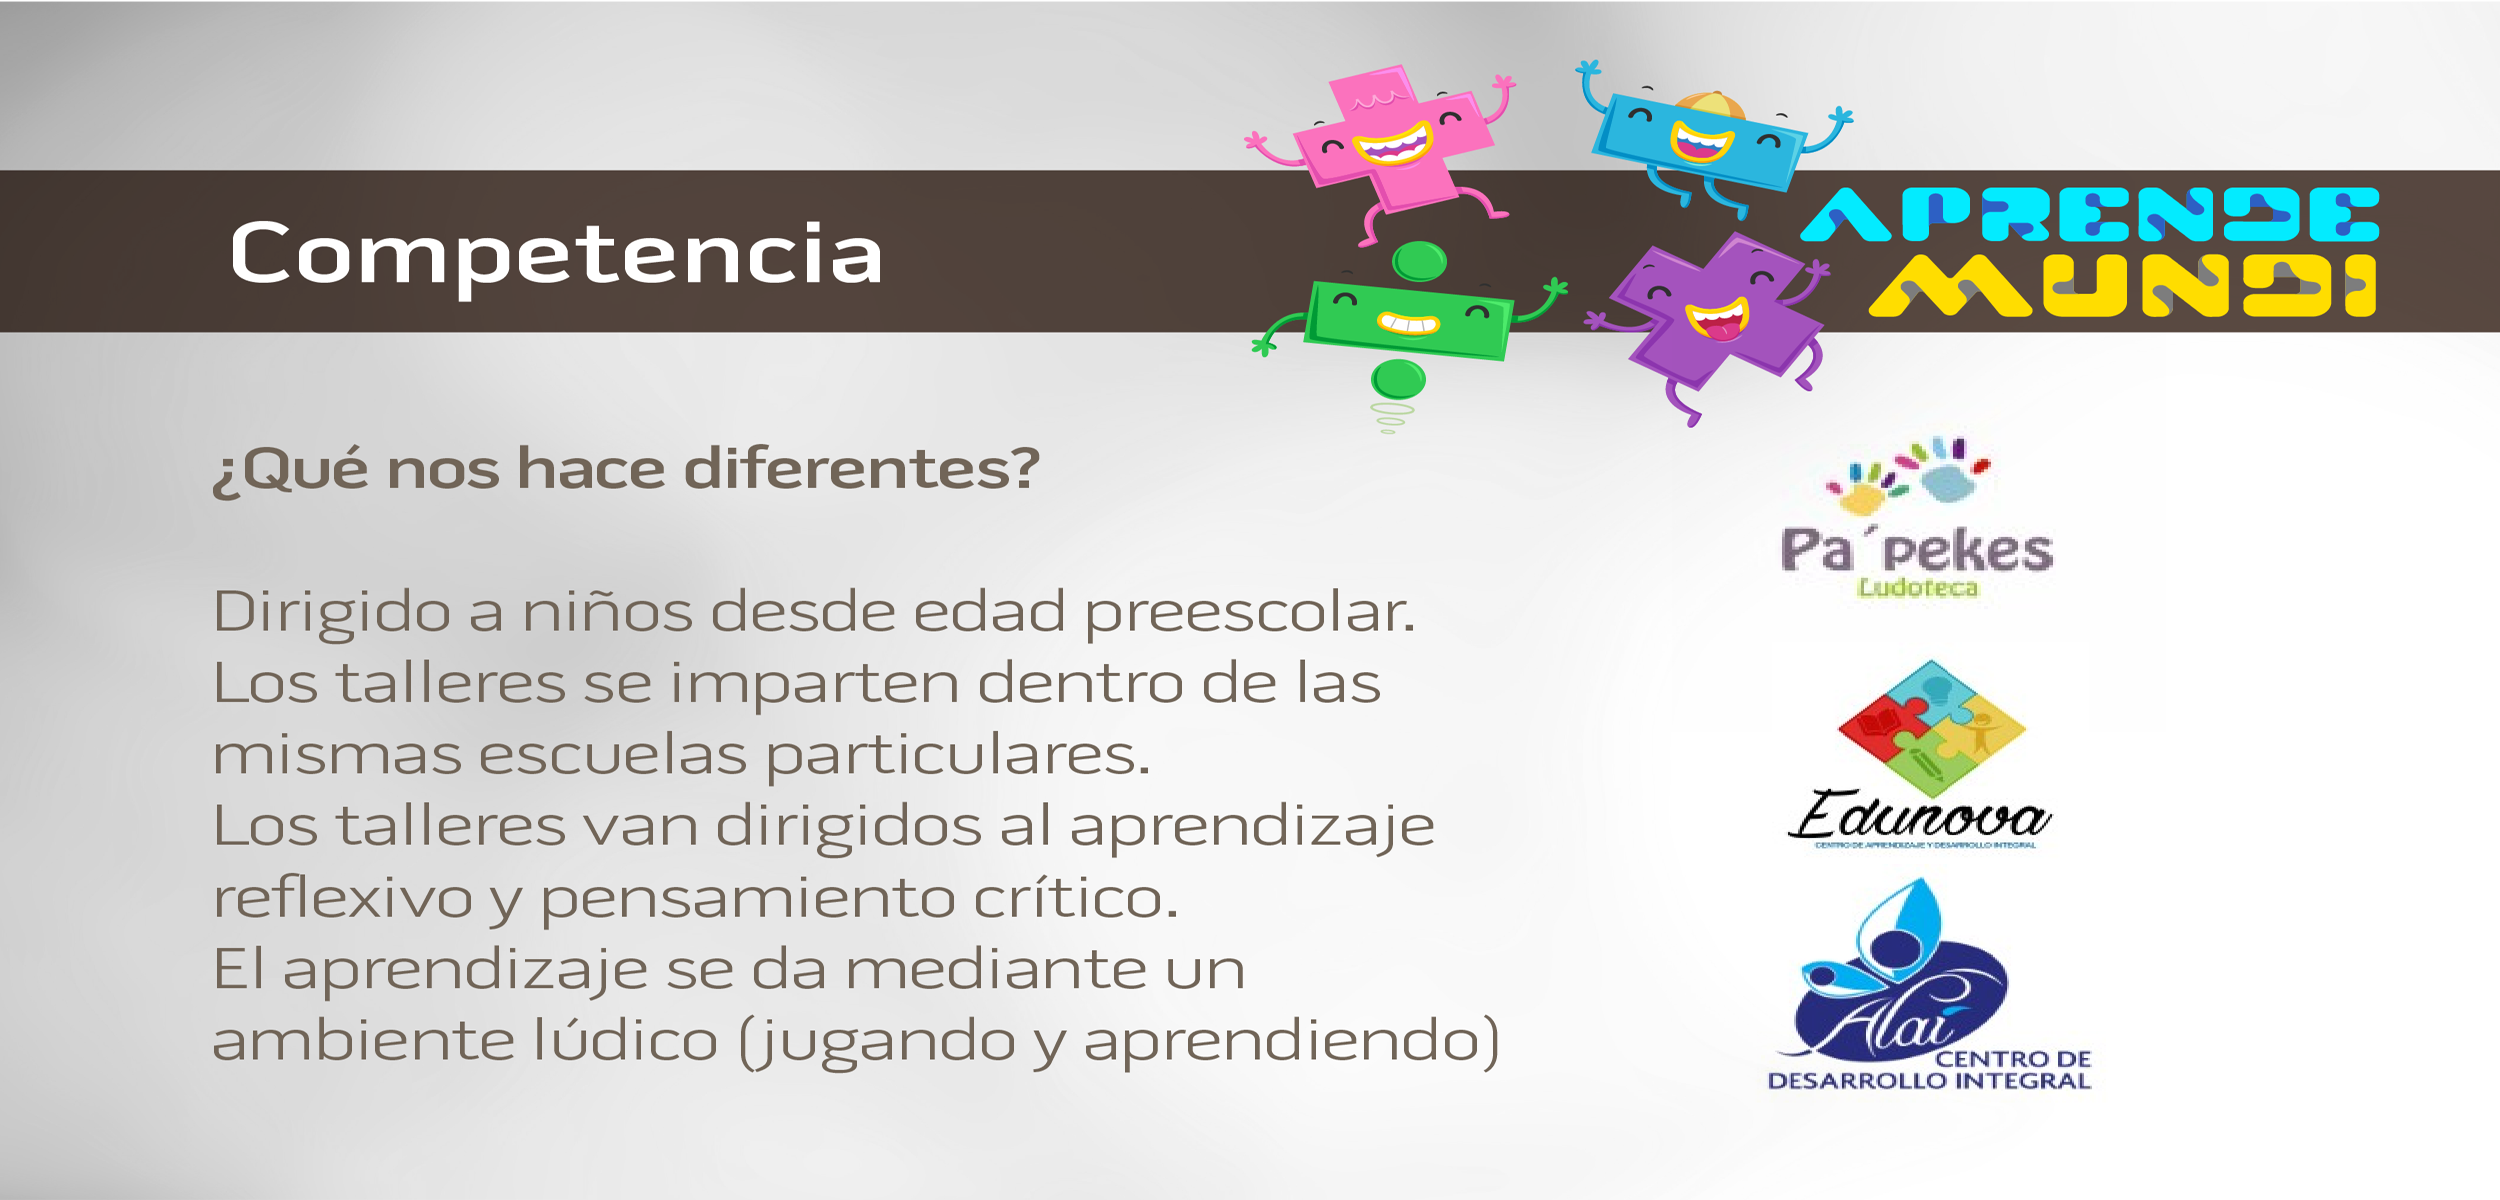 Competencia
APRENDE
MUNDI
¿Qué nos hace diferentes?
Dirigido a niños desde edad preescolar.
Los talleres se imparten dentro de las
mismas escuelas particulares.
Los talleres van dirigidos al aprendizaje
reflexivo y pensamiento crítico.
El aprendizaje se da mediante un
ambiente lúdico (jugando y aprendiendo)
Pa´pekes
Ludoteca
Edunova
CENTRO DE APRENDIZAJE Y DESARROLLO INTEGRAL
Alaí
CENTRO DE
DESARROLLO INTEGRAL